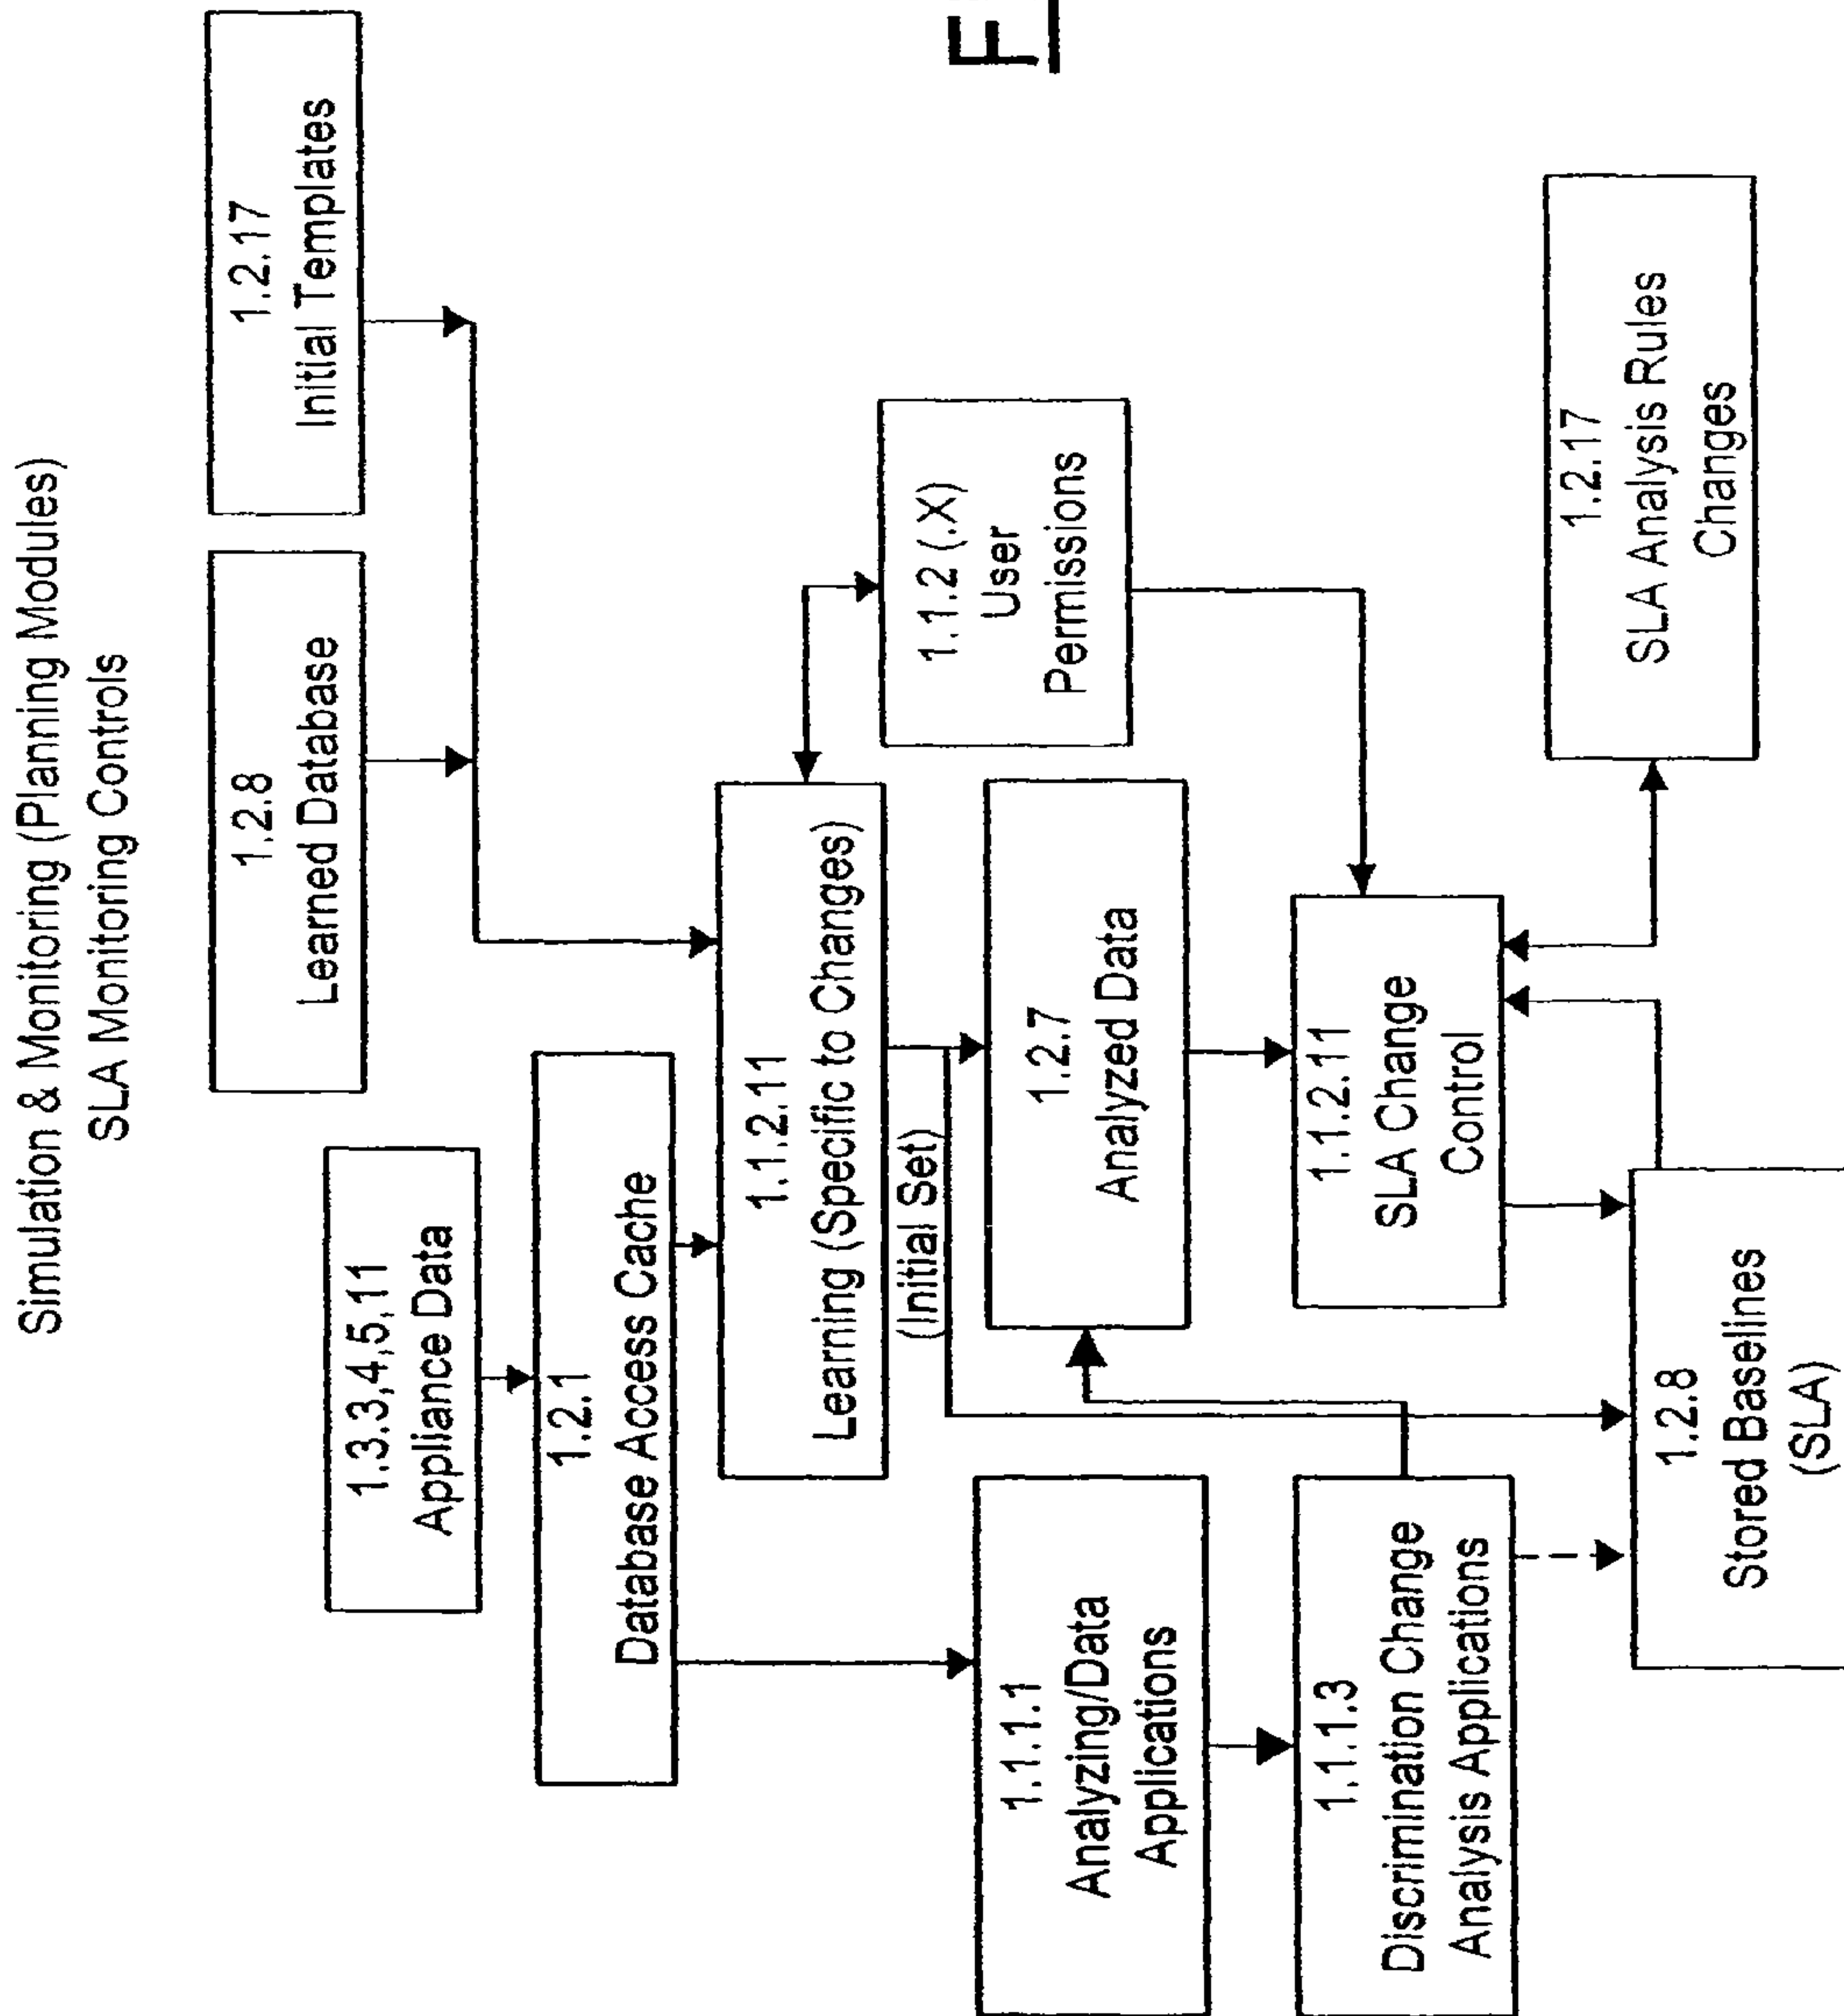 Simulation & Monitoring (Planning Modules)
SLA Monitoring Controls
1.2.8
Learned Database
1.2.17
Initial Templates
1.3.3,4,5,11
Appliance Data
1.2.1
Database Access Cache
1.1.2.11
Learning (Specific to Changes)
(Initial Set)
1.1.2 (.X)
User
Permissions
1.1.1.1
Analyzing/Data
Applications
1.2.7
Analyzed Data
1.1.1.3
Discrimination Change
Analysis Applications
1.1.2.11
SLA Change
Control
1.2.17
SLA Analysis Rules
Changes
1.2.8
Stored Baselines
(SLA)